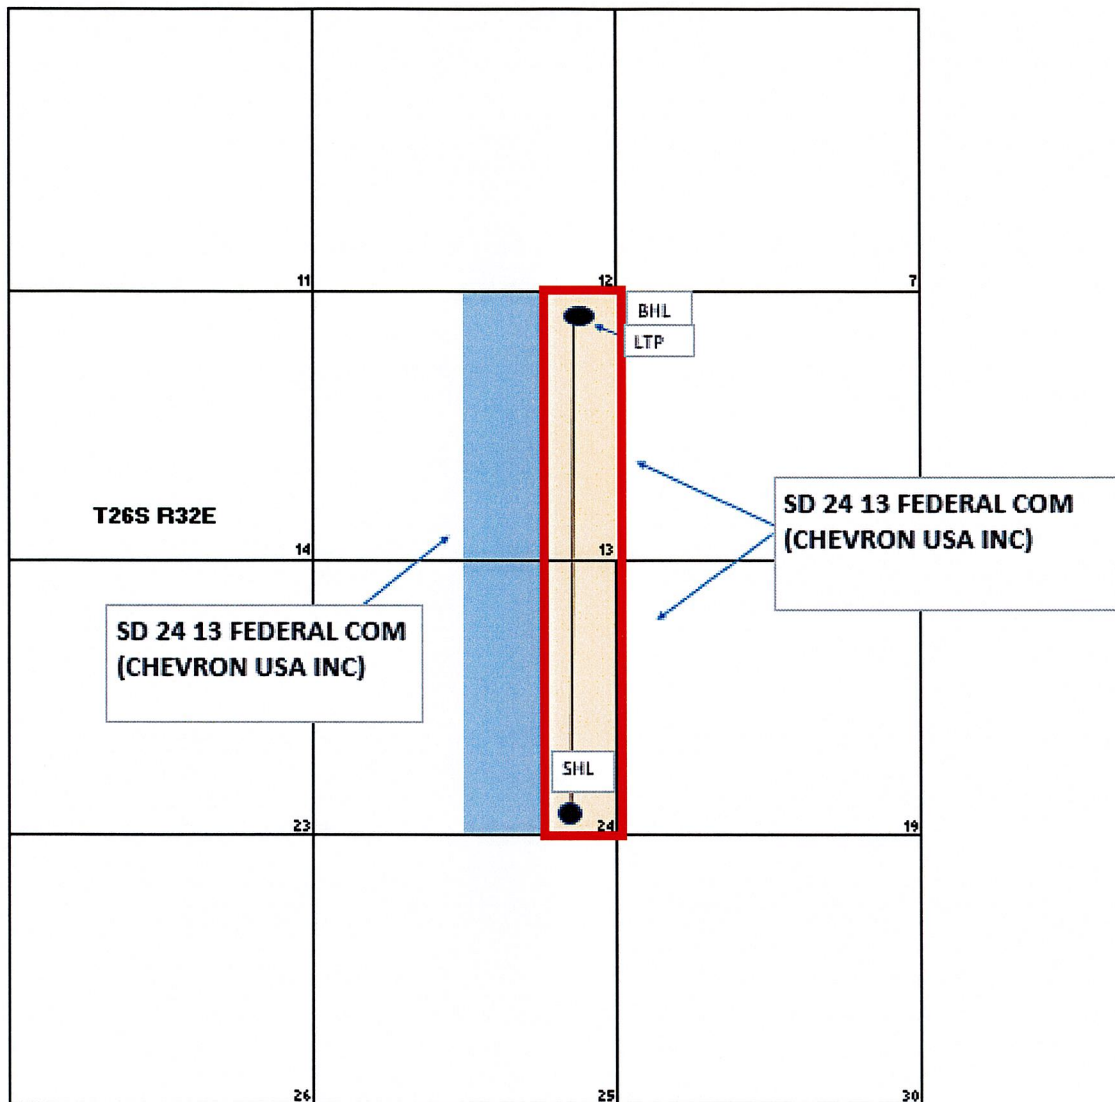 11
12
7
BHL
LTP
SD 24 13 FEDERAL COM
(CHEVRON USA INC)
T26S R32E
14
13
SD 24 13 FEDERAL COM
(CHEVRON USA INC)
SHL
23
24
19
26
25
30